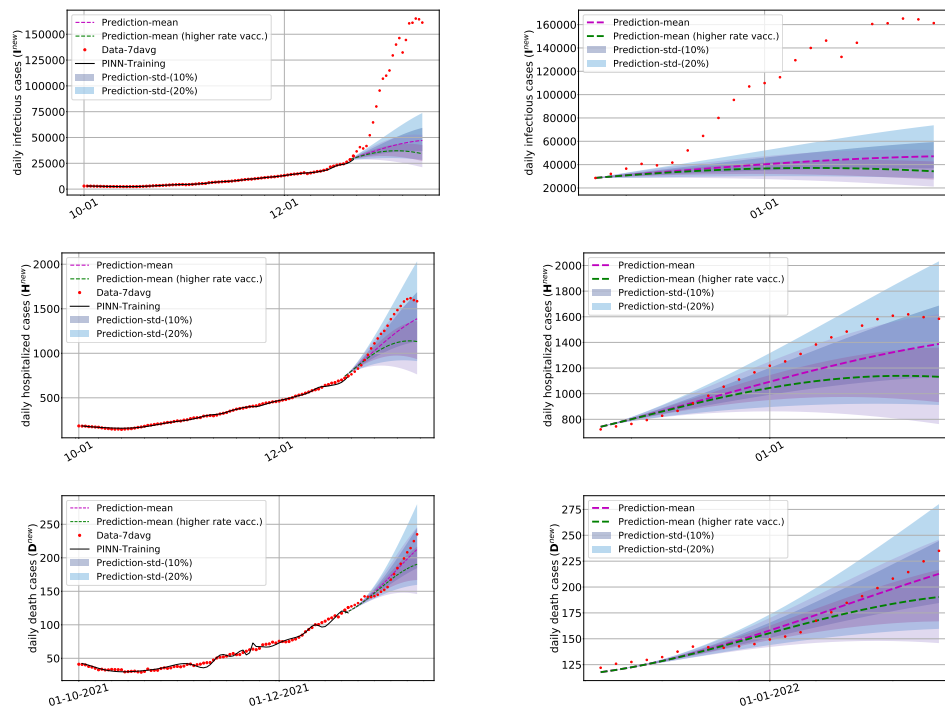 daily infectious cases (I^new)
150000
125000
100000
75000
50000
25000
0
Prediction-mean
Prediction-mean (higher rate vacc.)
Data-7davg
PINN-Training
Prediction-std-(10%)
Prediction-std-(20%)
10-01
12-01
daily infectious cases (I^new)
160000
140000
120000
100000
80000
60000
40000
20000
Prediction-mean
Prediction-mean (higher rate vacc.)
Prediction-std-(10%)
Prediction-std-(20%)
01-01
daily hospitalized cases (H^new)
2000
1500
1000
500
Prediction-mean
Prediction-mean (higher rate vacc.)
Data-7davg
PINN-Training
Prediction-std-(10%)
Prediction-std-(20%)
10-01
12-01
daily hospitalized cases (H^new)
2000
1800
1600
1400
1200
1000
800
Prediction-mean
Prediction-mean (higher rate vacc.)
Prediction-std-(10%)
Prediction-std-(20%)
01-01
daily death cases (D^new)
250
200
150
100
50
Prediction-mean
Prediction-mean (higher rate vacc.)
Data-7davg
PINN-Training
Prediction-std-(10%)
Prediction-std-(20%)
01-10-2021
01-12-2021
daily death cases (D^new)
275
250
225
200
175
150
125
Prediction-mean
Prediction-mean (higher rate vacc.)
Prediction-std-(10%)
Prediction-std-(20%)
01-01-2022